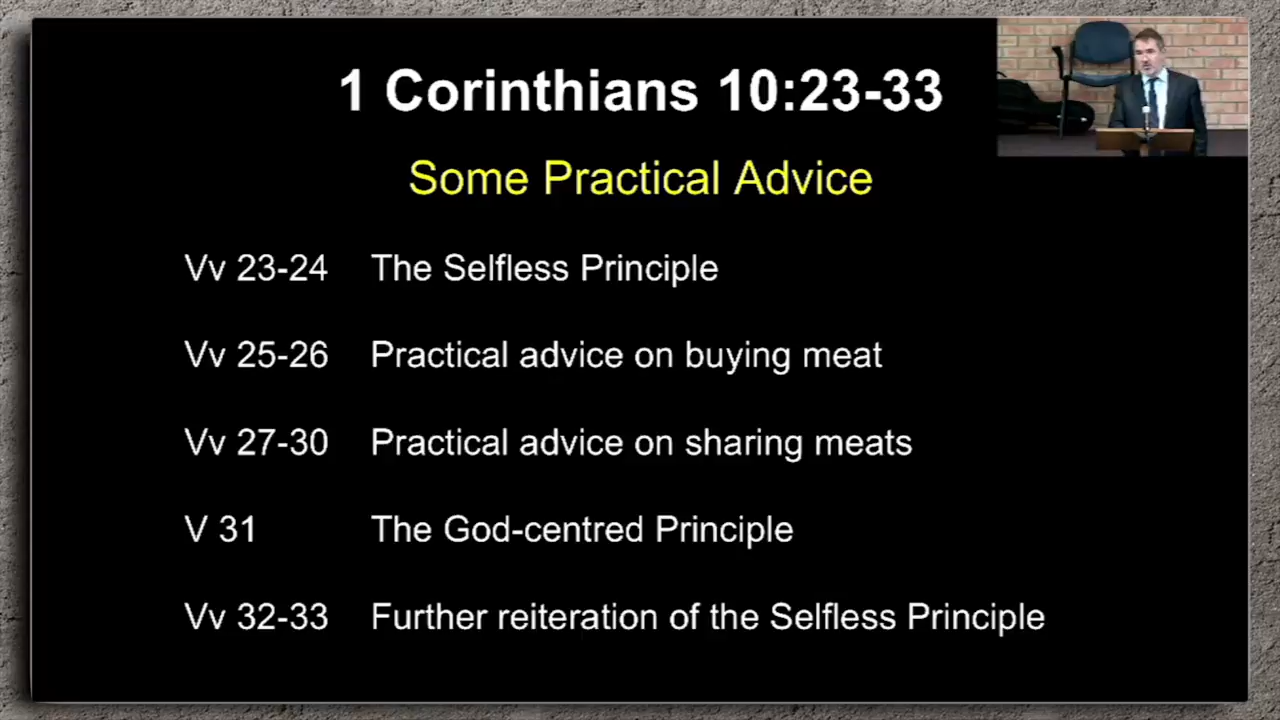 1 Corinthians 10:23-33
Some Practical Advice
Vv 23-24 The Selfless Principle
Vv 25-26 Practical advice on buying meat
Vv 27-30 Practical advice on sharing meats
V 31 The God-centred Principle
Vv 32-33 Further reiteration of the Selfless Principle